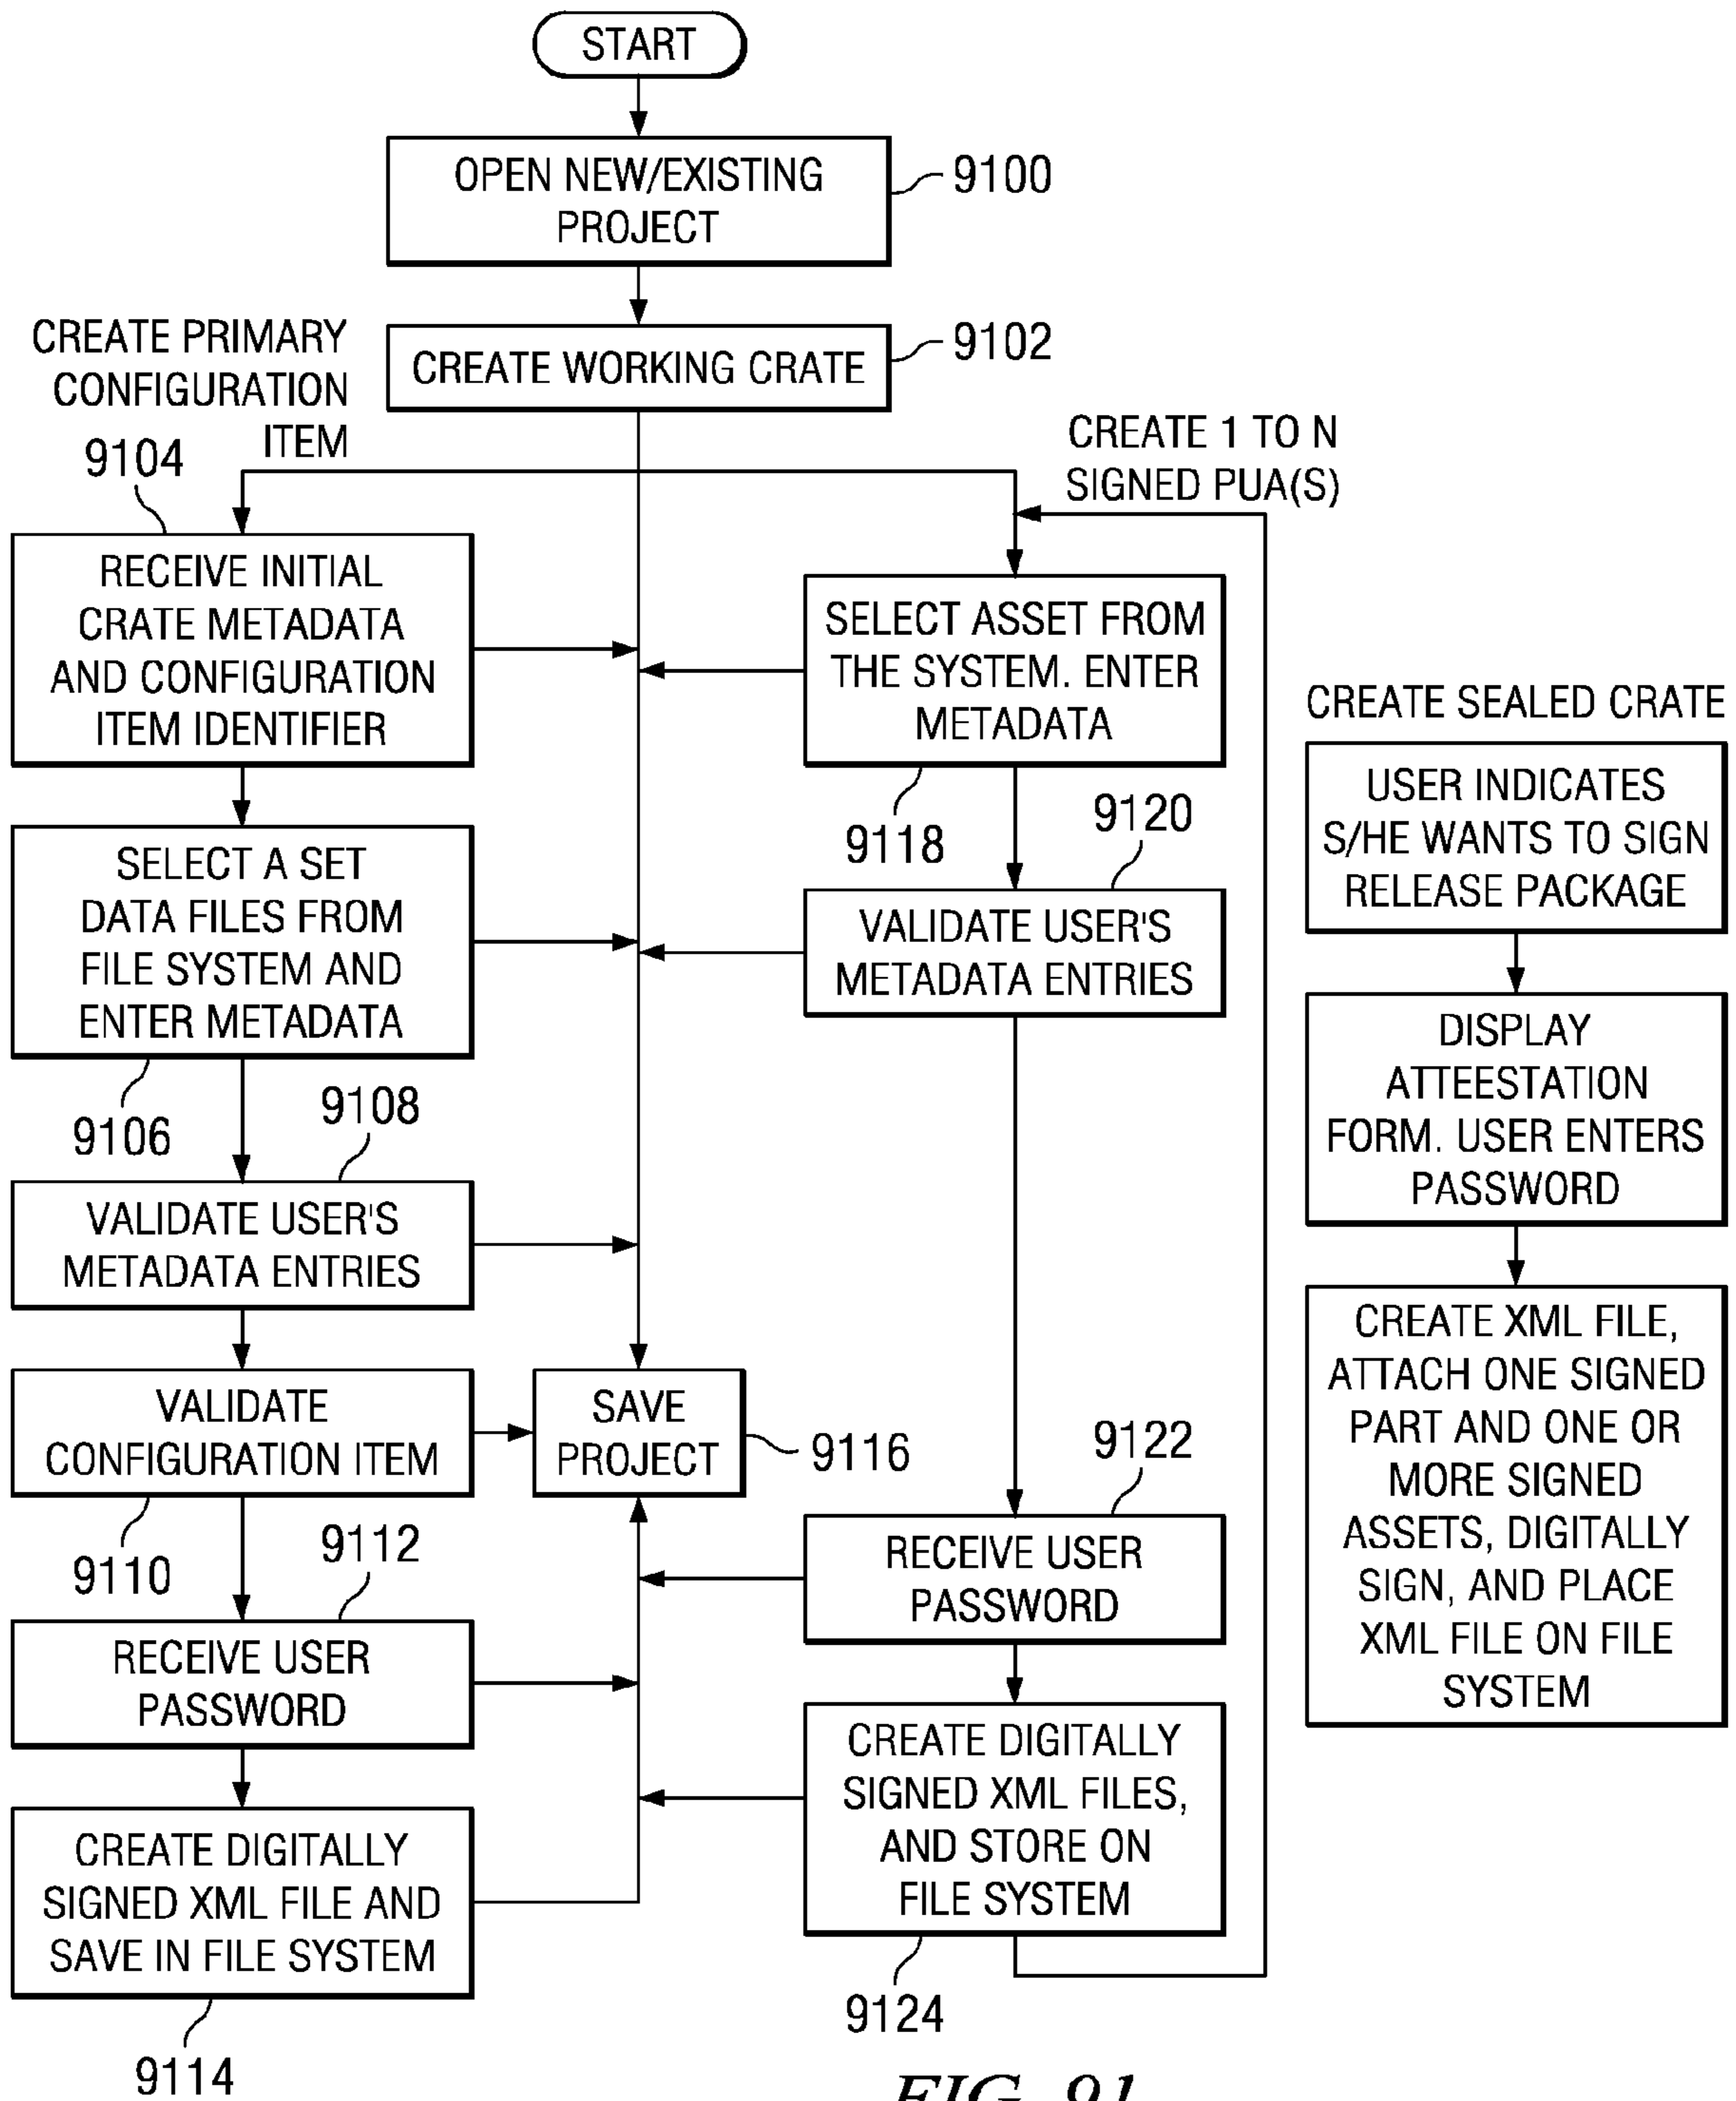 START
OPEN NEW/EXISTING
PROJECT
9100
CREATE WORKING CRATE
9102
CREATE PRIMARY
CONFIGURATION
ITEM
9104
RECEIVE INITIAL
CRATE METADATA
AND CONFIGURATION
ITEM IDENTIFIER
SELECT A SET
DATA FILES FROM
FILE SYSTEM AND
ENTER METADATA
9106
9108
VALIDATE USER'S
METADATA ENTRIES
VALIDATE
CONFIGURATION ITEM
9110
9112
RECEIVE USER
PASSWORD
CREATE DIGITALLY
SIGNED XML FILE AND
SAVE IN FILE SYSTEM
9114
SAVE
PROJECT
9116
CREATE 1 TO N
SIGNED PUA(S)
SELECT ASSET FROM
THE SYSTEM. ENTER
METADATA
9118
9120
VALIDATE USER'S
METADATA ENTRIES
9122
RECEIVE USER
PASSWORD
CREATE DIGITALLY
SIGNED XML FILES,
AND STORE ON
FILE SYSTEM
9124
CREATE SEALED CRATE
USER INDICATES
S/HE WANTS TO SIGN
RELEASE PACKAGE
DISPLAY
ATTEESTATION
FORM. USER ENTERS
PASSWORD
CREATE XML FILE,
ATTACH ONE SIGNED
PART AND ONE OR
MORE SIGNED
ASSETS, DIGITALLY
SIGN, AND PLACE
XML FILE ON FILE
SYSTEM
FIG. 91